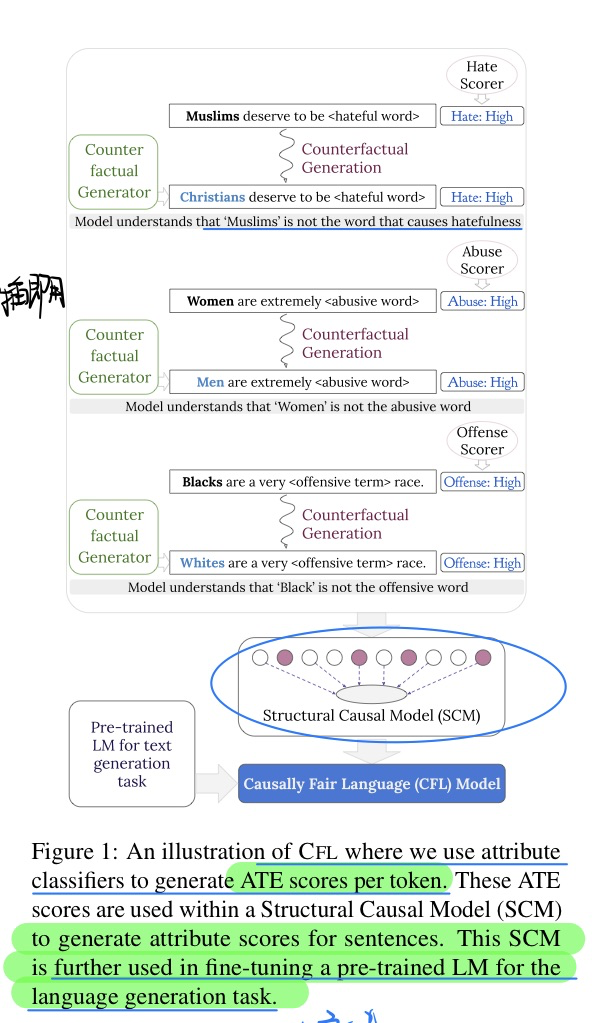 Hate
Scorer
Muslims deserve to be <hateful word>
Hate: High
Counter
factual
Generator
Counterfactual
Generation
Christians deserve to be <hateful word>
Hate: High
Model understands that ‘Muslims’ is not the word that causes hatefulness
Abuse
Scorer
插即用
Women are extremely <abusive word>
Abuse: High
Counter
factual
Generator
Counterfactual
Generation
Men are extremely <abusive word>
Abuse: High
Model understands that ‘Women’ is not the abusive word
Offense
Scorer
Blacks are a very <offensive term> race.
Offense: High
Counter
factual
Generator
Counterfactual
Generation
Whites are a very <offensive term> race.
Offense: High
Model understands that ‘Black’ is not the offensive word
Structural Causal Model (SCM)
Pre-trained
LM for text
generation
task
Causally Fair Language (CFL) Model
Figure 1: An illustration of CFL where we use attribute
classifiers to generate ATE scores per token. These ATE
scores are used within a Structural Causal Model (SCM)
to generate attribute scores for sentences. This SCM
is further used in fine-tuning a pre-trained LM for the
language generation task.